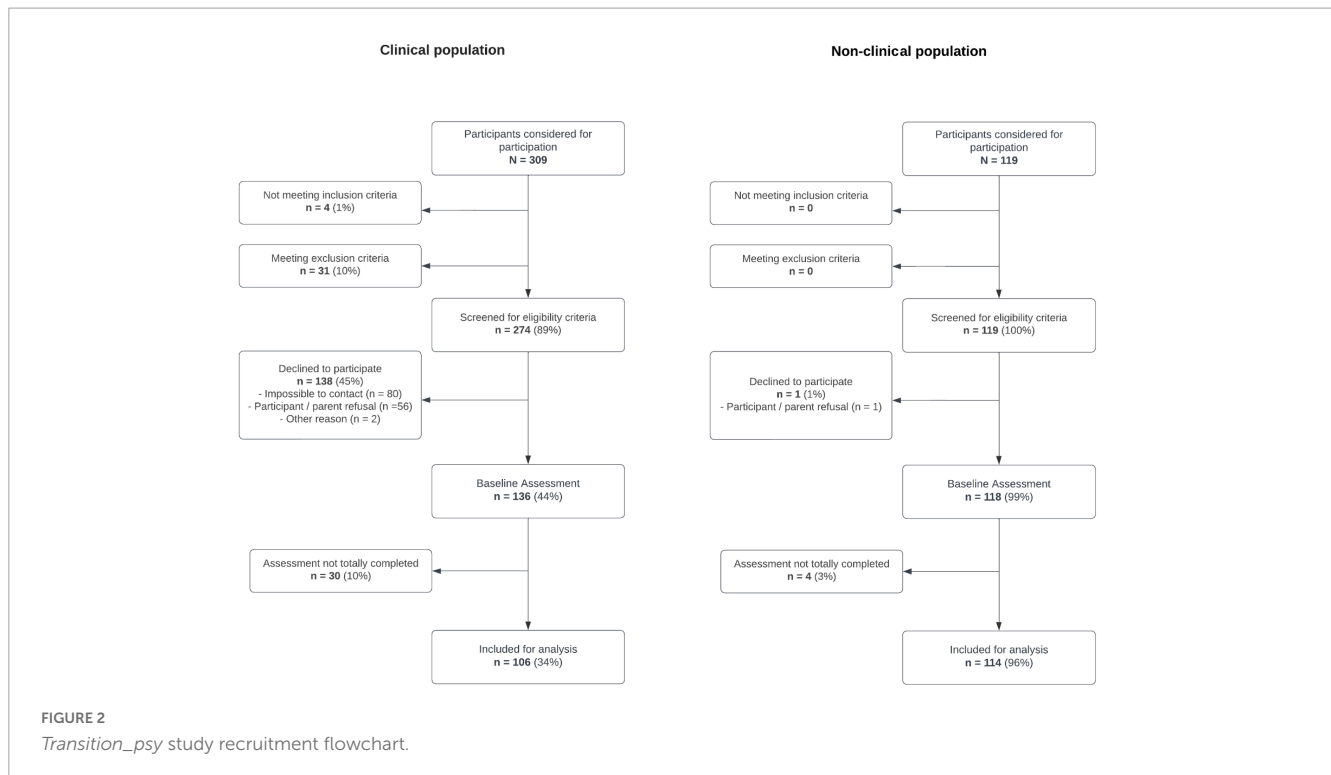 Clinical population
Participants considered for
participation
N = 309
Not meeting inclusion criteria
n = 4 (1%)
Meeting exclusion criteria
n = 31 (10%)
Screened for eligibility criteria
n = 274 (89%)
Declined to participate
n = 138 (45%)
- Impossible to contact (n = 80)
- Participant / parent refusal (n =56)
- Other reason (n = 2)
Baseline Assessment
n = 136 (44%)
Assessment not totally completed
n = 30 (10%)
Included for analysis
n = 106 (34%)
Non-clinical population
Participants considered for
participation
N = 119
Not meeting inclusion criteria
n = 0
Meeting exclusion criteria
n = 0
Screened for eligibility criteria
n = 119 (100%)
Declined to participate
n = 1 (1%)
- Participant / parent refusal (n = 1)
Baseline Assessment
n = 118 (99%)
Assessment not totally completed
n = 4 (3%)
Included for analysis
n = 114 (96%)
FIGURE 2
Transition_psy study recruitment flowchart.